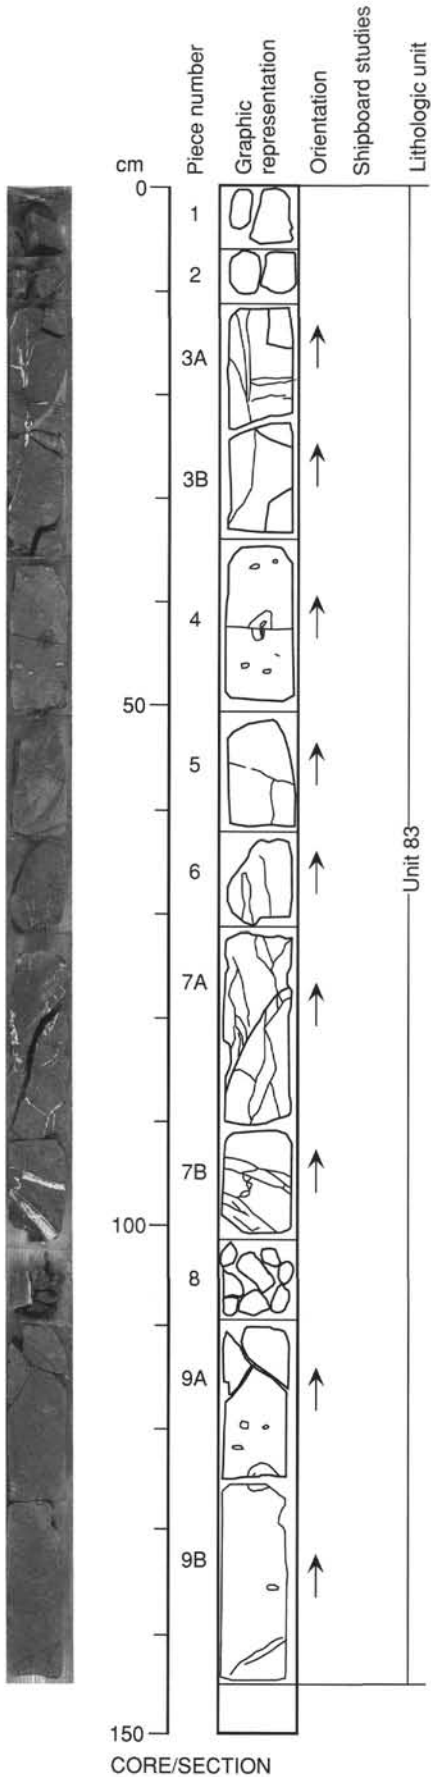 cm
Piece number
Graphic
representation
Orientation
Shipboard studies
Lithologic unit
0
1
2
3A
3B
4
50
5
6
Unit 83
7A
7B
100
8
9A
9B
150
CORE/SECTION